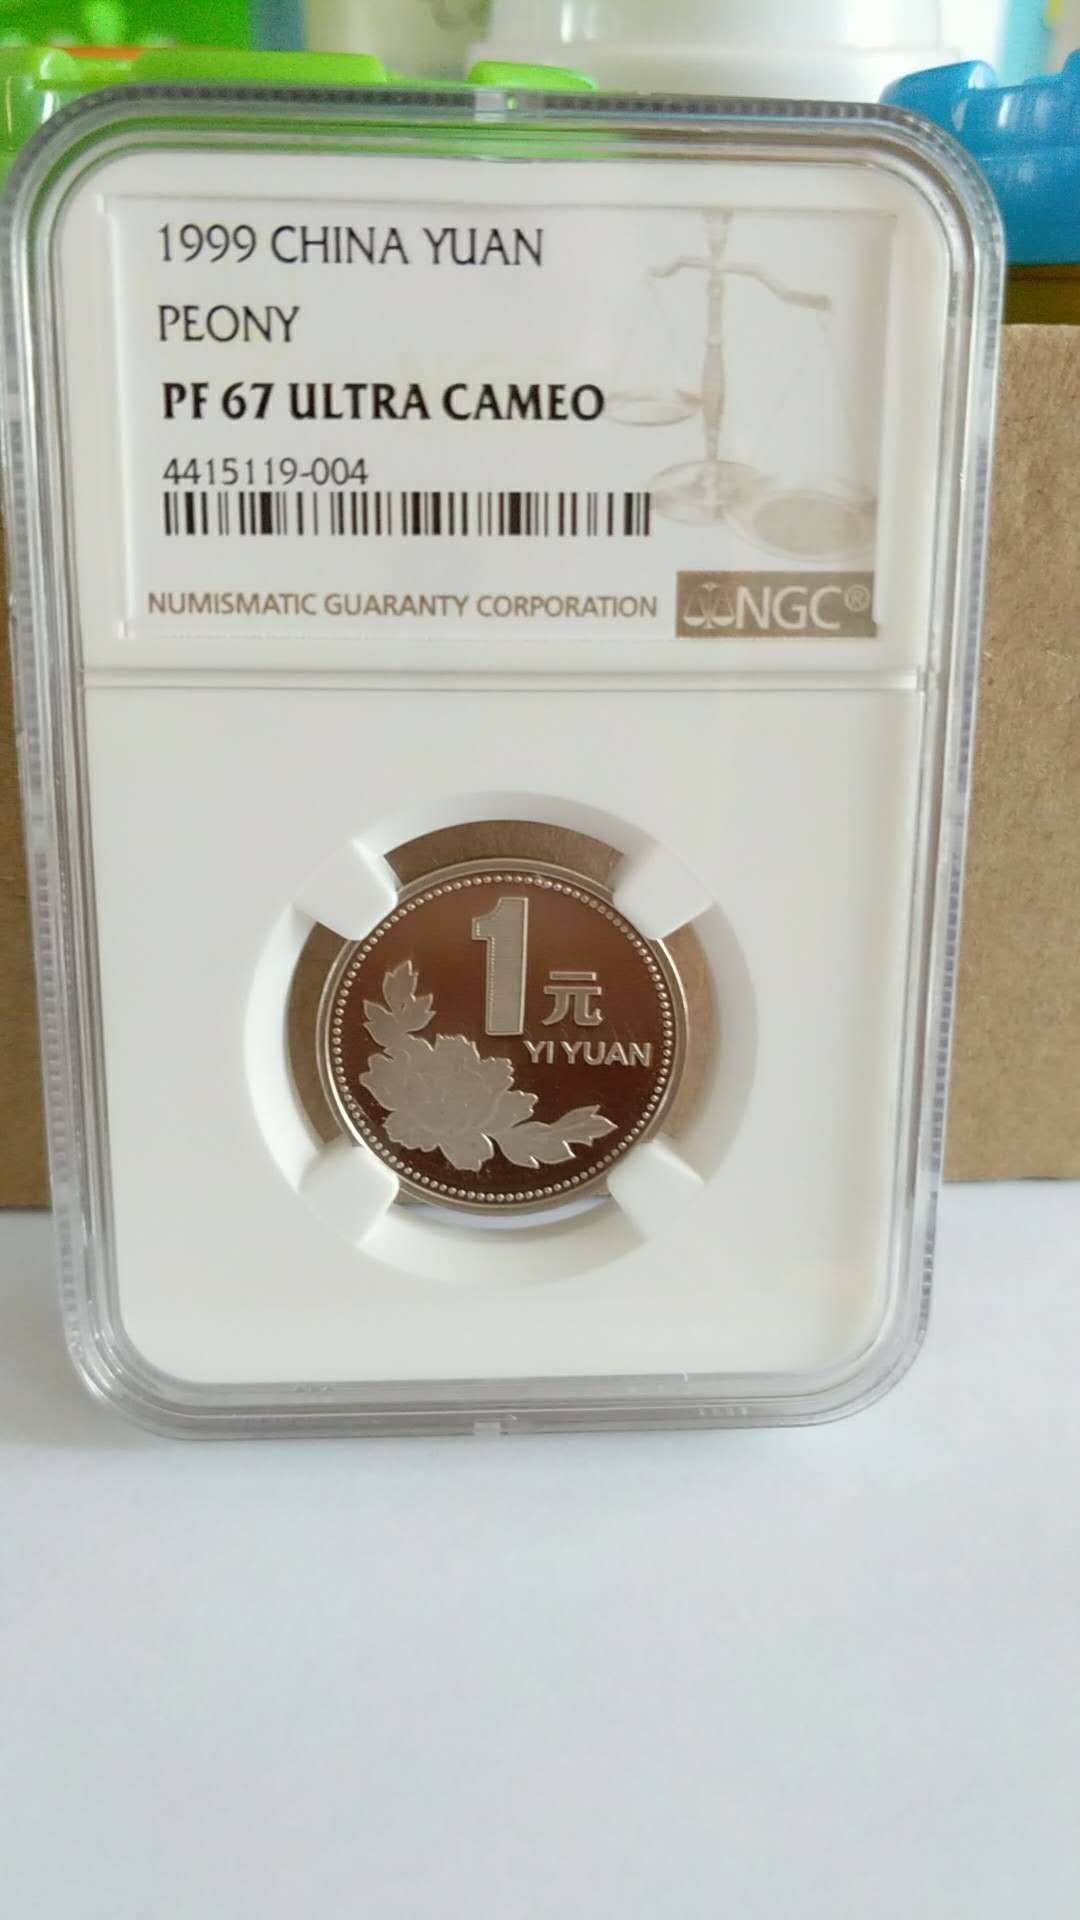 1999 CHINA YUAN
PEONY
PF 67 ULTRA CAMEO
4415119-004
NUMISMATIC GUARANTY CORPORATION NGC®
1元
YI YUAN